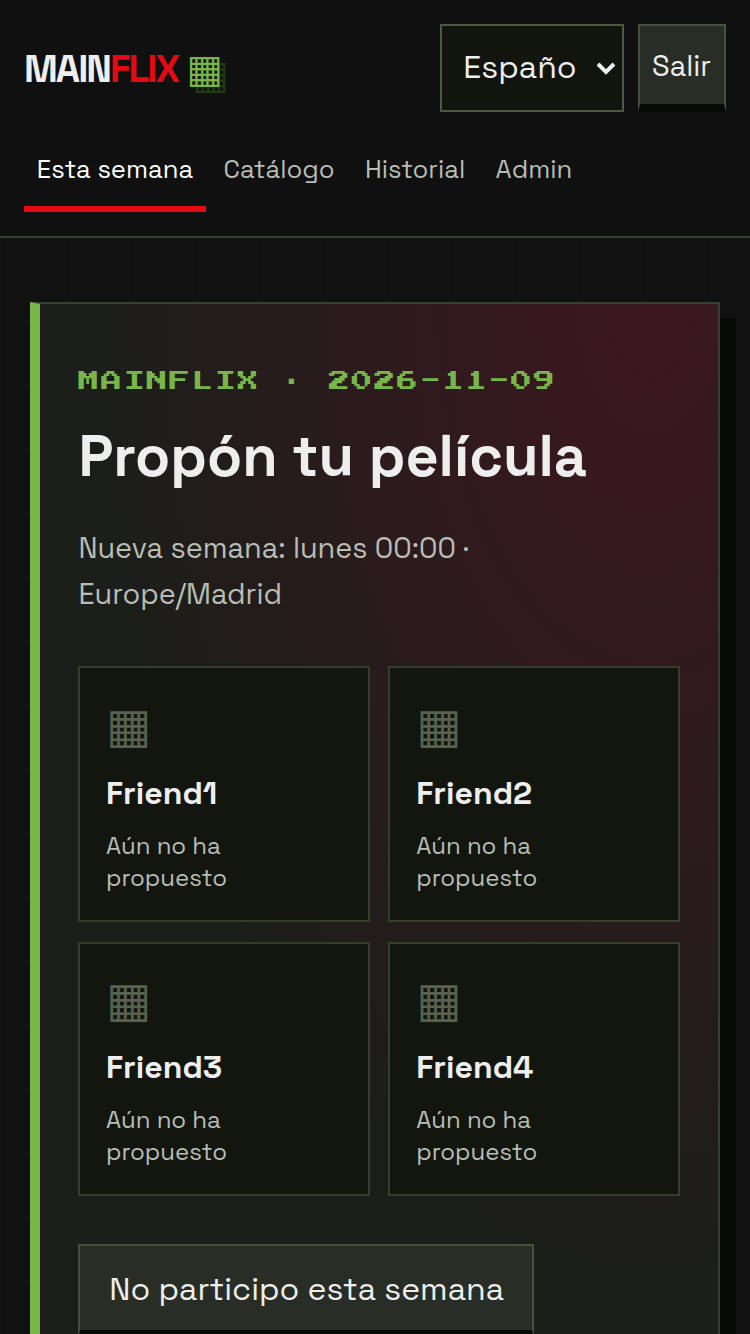 MAINFLIX
Españo
Salir
Esta semana Catálogo Historial Admin
MAINFLIX · 2026-11-09
Propón tu película
Nueva semana: lunes 00:00 ·
Europe/Madrid
Friend1
Aún no ha
propuesto
Friend2
Aún no ha
propuesto
Friend3
Aún no ha
propuesto
Friend4
Aún no ha
propuesto
No participo esta semana